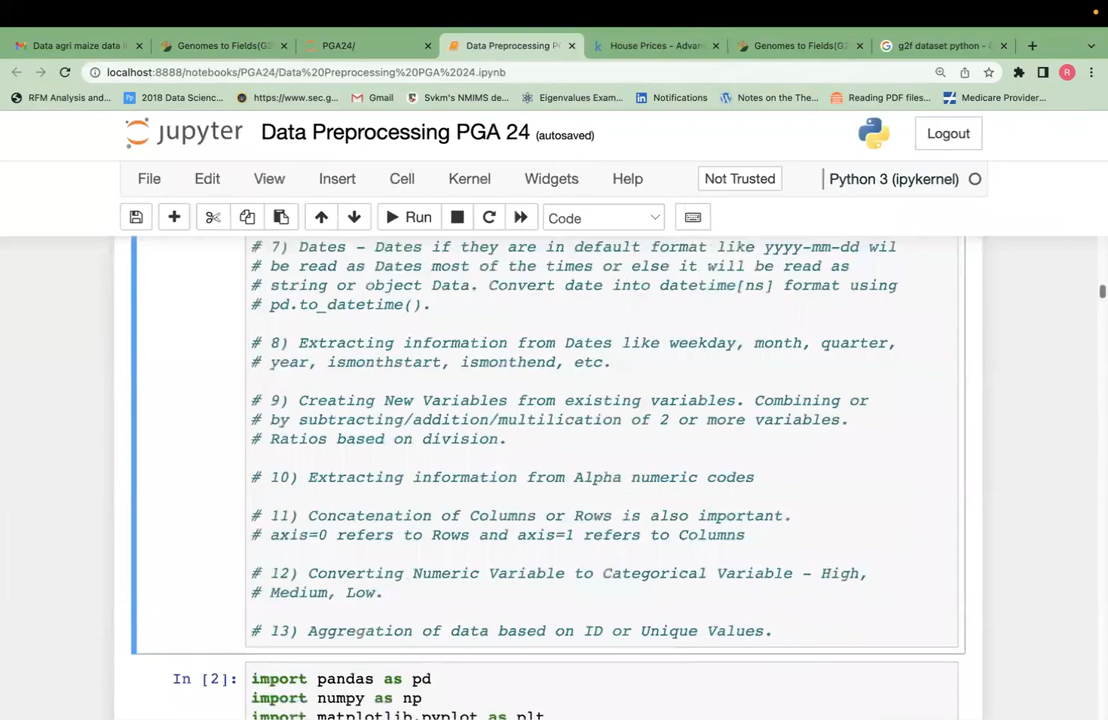 Data agri maize data
Genomes to Fields(G2
PGA24/
Data Preprocessing P
House Prices - Advan
Genomes to Fields(G2
g2f dataset python -
localhost:8888/notebooks/PGA24/Data%20Preprocessing%20PGA%2024.ipynb
R
RFM Analysis and...
2018 Data Scienc...
https://www.sec.g...
Gmail
Svkm's NMIMS de...
Eigenvalues Exam...
Notifications
Notes on the The...
Reading PDF files...
Medicare Provider...
jupyter Data Preprocessing PGA 24 (autosaved)
Logout
File Edit View Insert Cell Kernel Widgets Help
Not Trusted
Python 3 (ipykernel)
Run
Code
# 7) Dates - Dates if they are in default format like yyyy-mm-dd wil
# be read as Dates most of the times or else it will be read as
# string or object Data. Convert date into datetime[ns] format using
# pd.to_datetime().
# 8) Extracting information from Dates like weekday, month, quarter,
# year, ismonthstart, ismonthend, etc.
# 9) Creating New Variables from existing variables. Combining or
# by subtracting/addition/multilication of 2 or more variables.
# Ratios based on division.
# 10) Extracting information from Alpha numeric codes
# 11) Concatenation of Columns or Rows is also important.
# axis=0 refers to Rows and axis=1 refers to Columns
# 12) Converting Numeric Variable to Categorical Variable - High,
# Medium, Low.
# 13) Aggregation of data based on ID or Unique Values.
In [2]: import pandas as pd
import numpy as np
import matplotlib.pyplot as plt